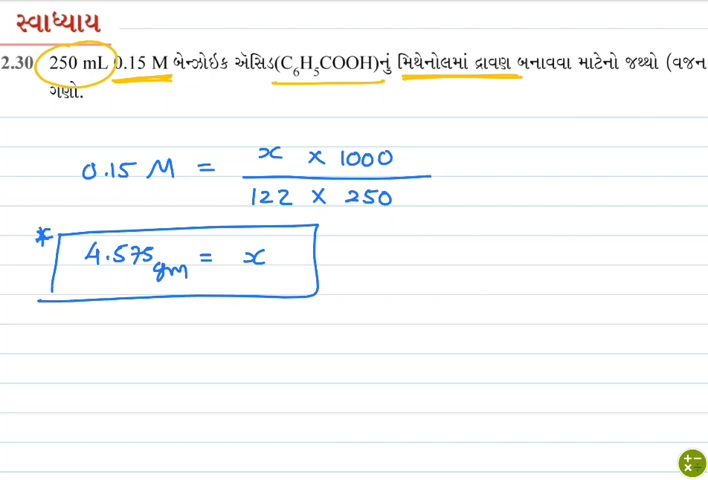 સ્વાધ્યાય
2.30 250 mL 0.15 M બેન્ઝોઇક ઍસિડ(C₆H₅COOH)નું મિથેનોલમાં દ્રાવણ બનાવવા માટેનો જથ્થો (વજન
ગણો.
0.15 M = x × 1000
122 × 250
* 4.575 gm = x